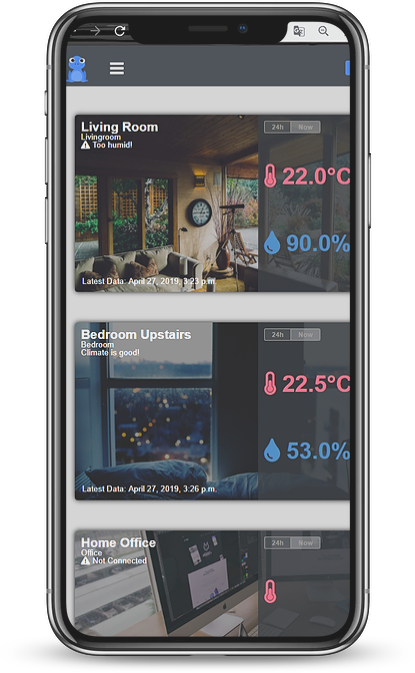 Living Room
Livingroom
Too humid!
24h Now
22.0°C
90.0%
Latest Data: April 27, 2019, 3:23 p.m.
Bedroom Upstairs
Bedroom
Climate is good!
24h Now
22.5°C
53.0%
Latest Data: April 27, 2019, 3:26 p.m.
Home Office
Office
Not Connected
24h Now